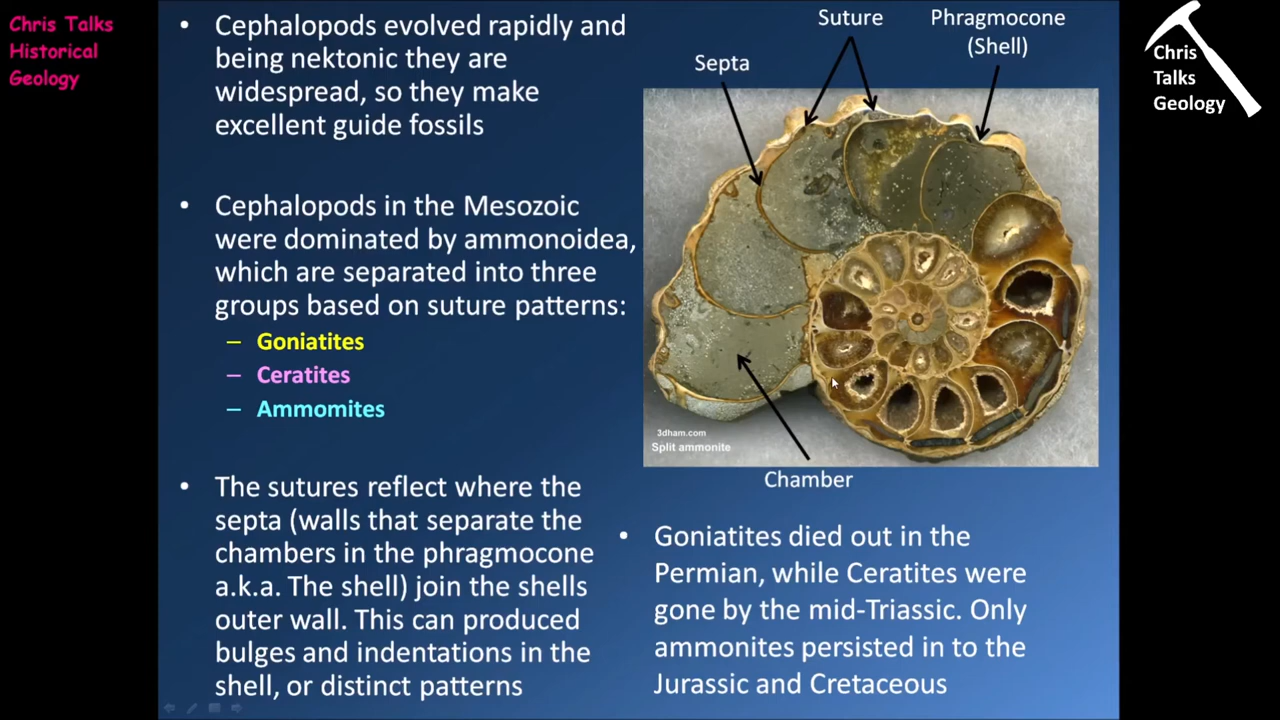 Chris Talks
Historical
Geology
• Cephalopods evolved rapidly and
being nektonic they are
widespread, so they make
excellent guide fossils
• Cephalopods in the Mesozoic
were dominated by ammonoidea,
which are separated into three
groups based on suture patterns:
– Goniatites
– Ceratites
– Ammomites
• The sutures reflect where the
septa (walls that separate the
chambers in the phragmocone
a.k.a. The shell) join the shells
outer wall. This can produced
bulges and indentations in the
shell, or distinct patterns
Suture
Phragmocone
(Shell)
Septa
3dham.com
Split ammonite
Chamber
• Goniatites died out in the
Permian, while Ceratites were
gone by the mid-Triassic. Only
ammonites persisted in to the
Jurassic and Cretaceous
Chris
Talks
Geology